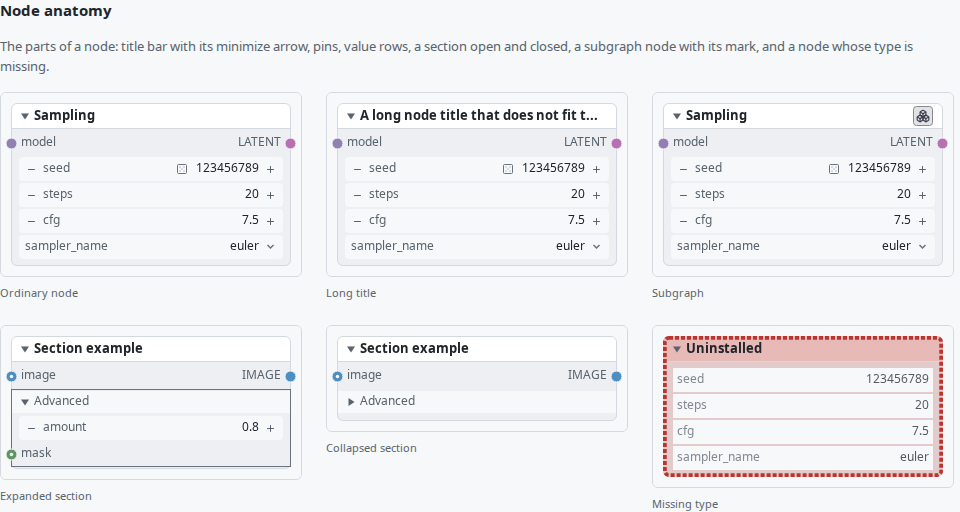 Node anatomy
The parts of a node: title bar with its minimize arrow, pins, value rows, a section open and closed, a subgraph node with its mark, and a node whose type is
missing.
Sampling
model LATENT
– seed 123456789 +
– steps 20 +
– cfg 7.5 +
sampler_name euler
Ordinary node
A long node title that does not fit t...
model LATENT
– seed 123456789 +
– steps 20 +
– cfg 7.5 +
sampler_name euler
Long title
Sampling
model LATENT
– seed 123456789 +
– steps 20 +
– cfg 7.5 +
sampler_name euler
Subgraph
Section example
image IMAGE
Advanced
– amount 0.8 +
mask
Expanded section
Section example
image IMAGE
Advanced
Collapsed section
Uninstalled
seed 123456789
steps 20
cfg 7.5
sampler_name euler
Missing type